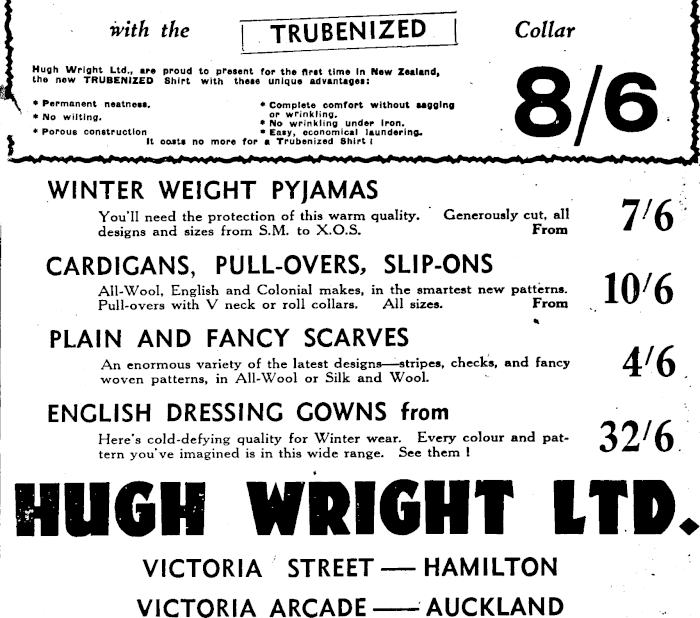 with the TRUBENIZED Collar
Hugh Wright Ltd., are proud to present for the first time in New Zealand,
the new TRUBENIZED Shirt with these unique advantages:
* Permanent neatness.
* No wilting.
* Porous construction
* Complete comfort without sagging
or wrinkling.
* No wrinkling under iron.
* Easy, economical laundering.
It costs no more for a Trubenized Shirt !
8/6
WINTER WEIGHT PYJAMAS
You'll need the protection of this warm quality. Generously cut, all
designs and sizes from S.M. to X.O.S. From
7/6
CARDIGANS, PULL-OVERS, SLIP-ONS
All-Wool, English and Colonial makes, in the smartest new patterns.
Pull-overs with V neck or roll collars. All sizes. From
10/6
PLAIN AND FANCY SCARVES
An enormous variety of the latest designs—stripes, checks, and fancy
woven patterns, in All-Wool or Silk and Wool.
4/6
ENGLISH DRESSING GOWNS from
Here's cold-defying quality for Winter wear. Every colour and pat-
tern you've imagined is in this wide range. See them !
32/6
HUGH WRIGHT LTD.
VICTORIA STREET — HAMILTON
VICTORIA ARCADE — AUCKLAND